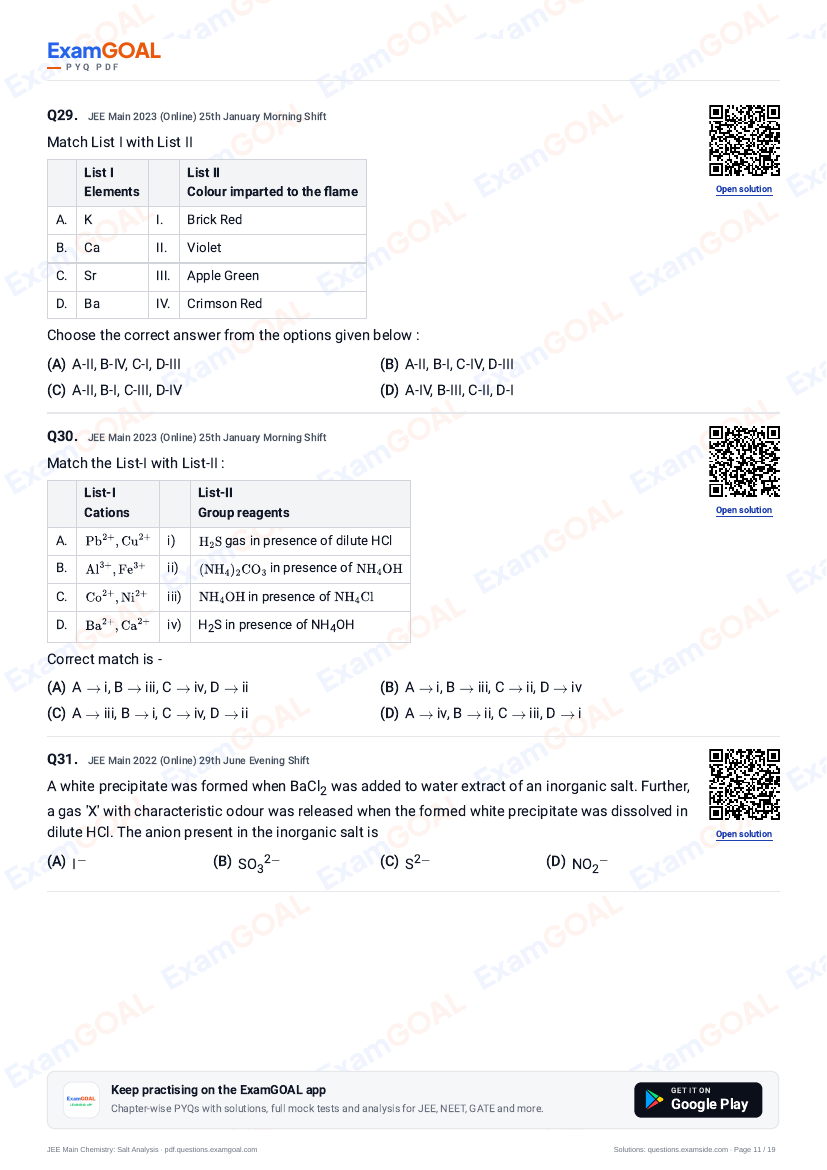 ExamGOAL
PYQ PDF
Q29. JEE Main 2023 (Online) 25th January Morning Shift
Match List I with List II
List I
Elements
List II
Colour imparted to the flame
A. K I. Brick Red
B. Ca II. Violet
C. Sr III. Apple Green
D. Ba IV. Crimson Red
Choose the correct answer from the options given below :
(A) A-II, B-IV, C-I, D-III (B) A-II, B-I, C-IV, D-III
(C) A-II, B-I, C-III, D-IV (D) A-IV, B-III, C-II, D-I
Open solution
Q30. JEE Main 2023 (Online) 25th January Morning Shift
Match the List-I with List-II :
List-I
Cations
List-II
Group reagents
A. Pb²⁺, Cu²⁺ i) H₂S gas in presence of dilute HCl
B. Al³⁺, Fe³⁺ ii) (NH₄)₂CO₃ in presence of NH₄OH
C. Co²⁺, Ni²⁺ iii) NH₄OH in presence of NH₄Cl
D. Ba²⁺, Ca²⁺ iv) H₂S in presence of NH₄OH
Correct match is -
(A) A → i, B → iii, C → iv, D → ii (B) A → i, B → iii, C → ii, D → iv
(C) A → iii, B → i, C → iv, D → ii (D) A → iv, B → ii, C → iii, D → i
Open solution
Q31. JEE Main 2022 (Online) 29th June Evening Shift
A white precipitate was formed when BaCl₂ was added to water extract of an inorganic salt. Further,
a gas 'X' with characteristic odour was released when the formed white precipitate was dissolved in
dilute HCl. The anion present in the inorganic salt is
(A) I⁻ (B) SO₃²⁻ (C) S²⁻ (D) NO₂⁻
Open solution
Keep practising on the ExamGOAL app
Chapter-wise PYQs with solutions, full mock tests and analysis for JEE, NEET, GATE and more.
GET IT ON
Google Play
JEE Main Chemistry: Salt Analysis · pdf.questions.examgoal.com
Solutions: questions.examside.com · Page 11 / 19